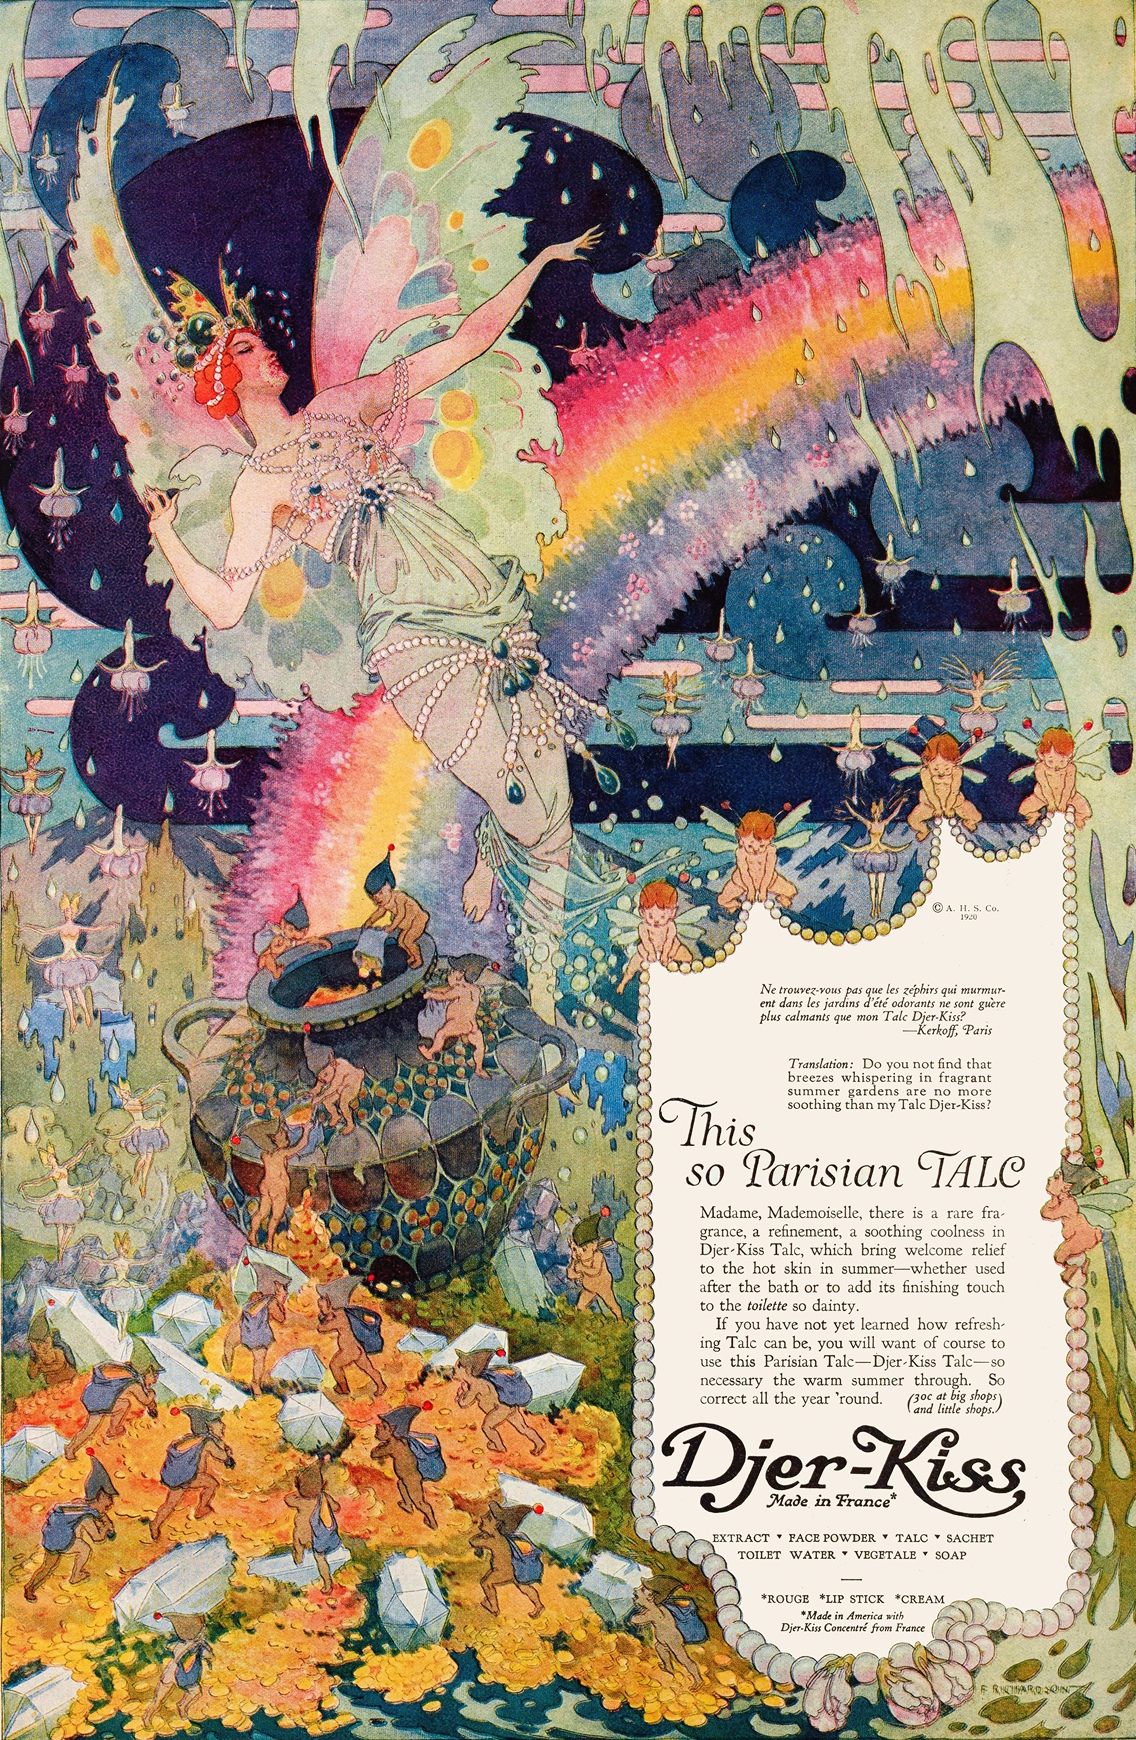 © A. H. S. Co.
1920
Ne trouvez-vous pas que les zéphirs qui murmur-
ent dans les jardins d'été odorants ne sont guère
plus calmants que mon Talc Djer-Kiss?
—Kerkoff, Paris
Translation: Do you not find that
breezes whispering in fragrant
summer gardens are no more
soothing than my Talc Djer-Kiss?
This
so Parisian TALC
Madame, Mademoiselle, there is a rare fra-
grance, a refinement, a soothing coolness in
Djer-Kiss Talc, which bring welcome relief
to the hot skin in summer—whether used
after the bath or to add its finishing touch
to the toilette so dainty.
If you have not yet learned how refresh-
ing Talc can be, you will want of course to
use this Parisian Talc—Djer-Kiss Talc—so
necessary the warm summer through. So
correct all the year 'round. (30c at big shops
and little shops.)
Djer-Kiss
Made in France*
EXTRACT ▾ FACE POWDER ▾ TALC ▾ SACHET
TOILET WATER ▾ VEGETALE ▾ SOAP
*ROUGE *LIP STICK *CREAM
*Made in America with
Djer-Kiss Concentré from France
F. RICHARDSON